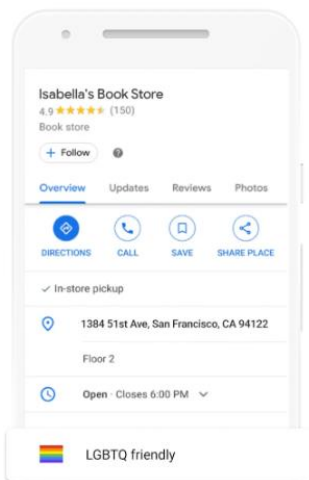 Isabella's Book Store
4.9 (150)
Book store
+ Follow
Overview Updates Reviews Photos
DIRECTIONS CALL SAVE SHARE PLACE
In-store pickup
1384 51st Ave, San Francisco, CA 94122
Floor 2
Open · Closes 6:00 PM
LGBTQ friendly